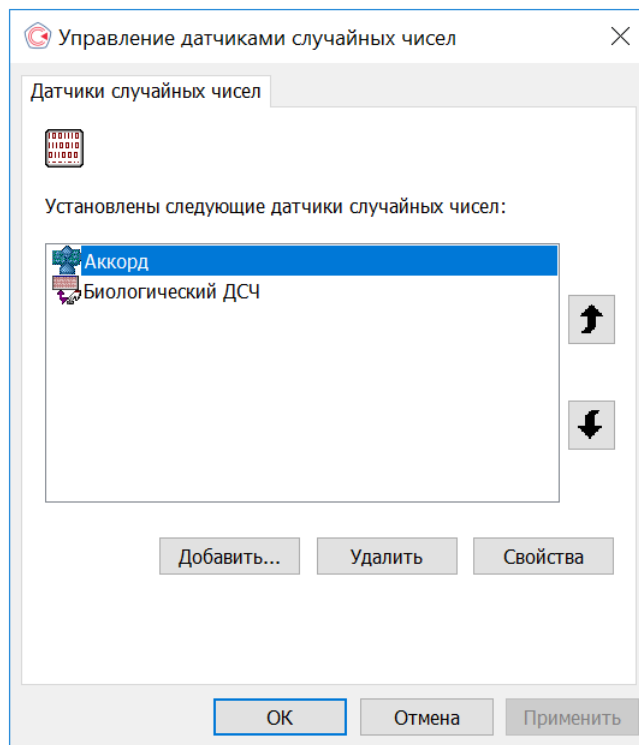 Управление датчиками случайных чисел
Датчики случайных чисел
Установлены следующие датчики случайных чисел:
Аккорд
Биологический ДСЧ
Добавить... Удалить Свойства
ОК Отмена Применить